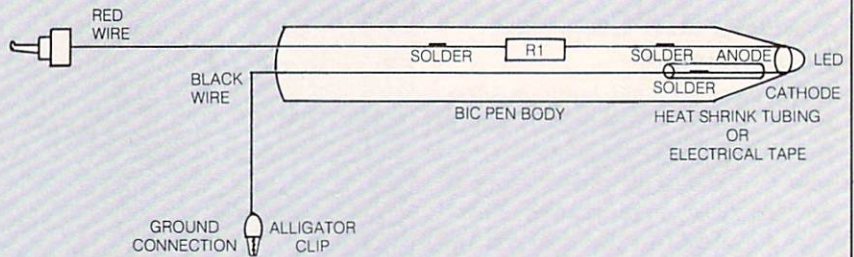 RED
WIRE
SOLDER
R1
SOLDER
ANODE
LED
BLACK
WIRE
SOLDER
CATHODE
BIC PEN BODY
HEAT SHRINK TUBING
OR
ELECTRICAL TAPE
GROUND
CONNECTION
ALLIGATOR
CLIP